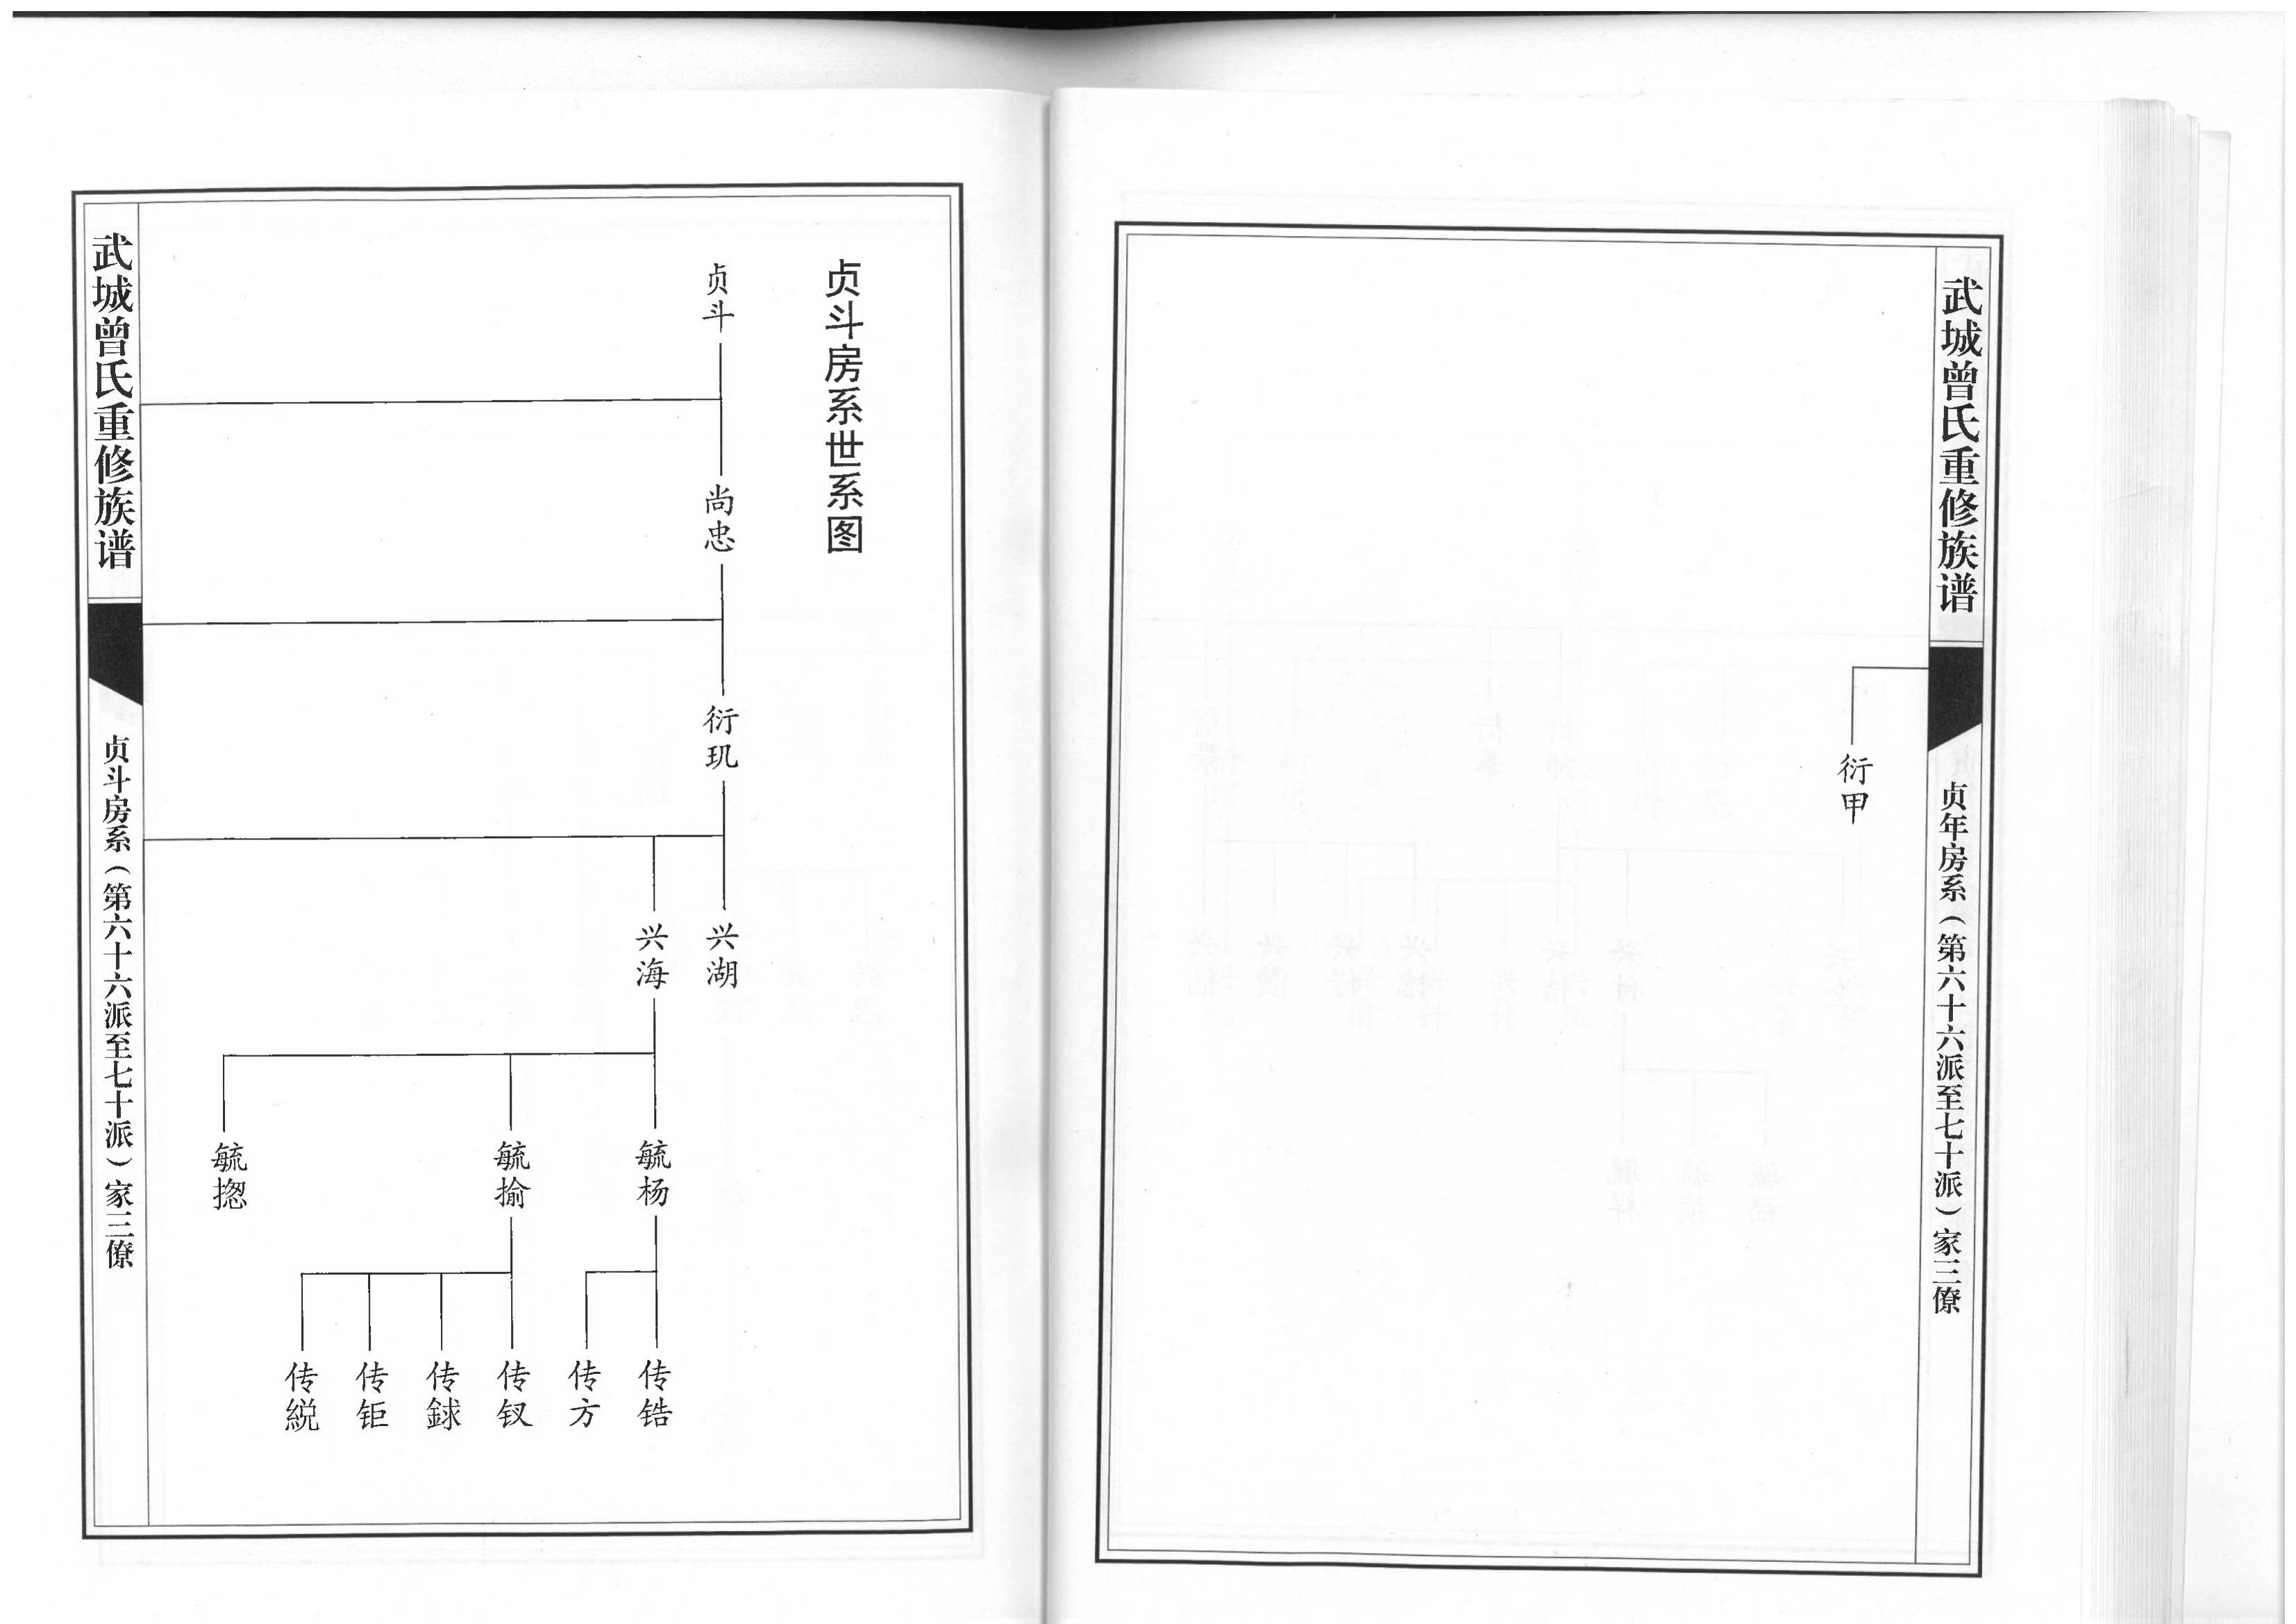 武城曾氏重修族谱
贞年房系（第六十六派至七十派）家三僚
衍甲
贞斗房系世系图
贞斗
尚忠
衍玑
兴湖
兴海
毓杨
毓揄
毓揔
传锆
传方
传钗
传銶
传钜
传綐
武城曾氏重修族谱
贞斗房系（第六十六派至七十派）家三僚